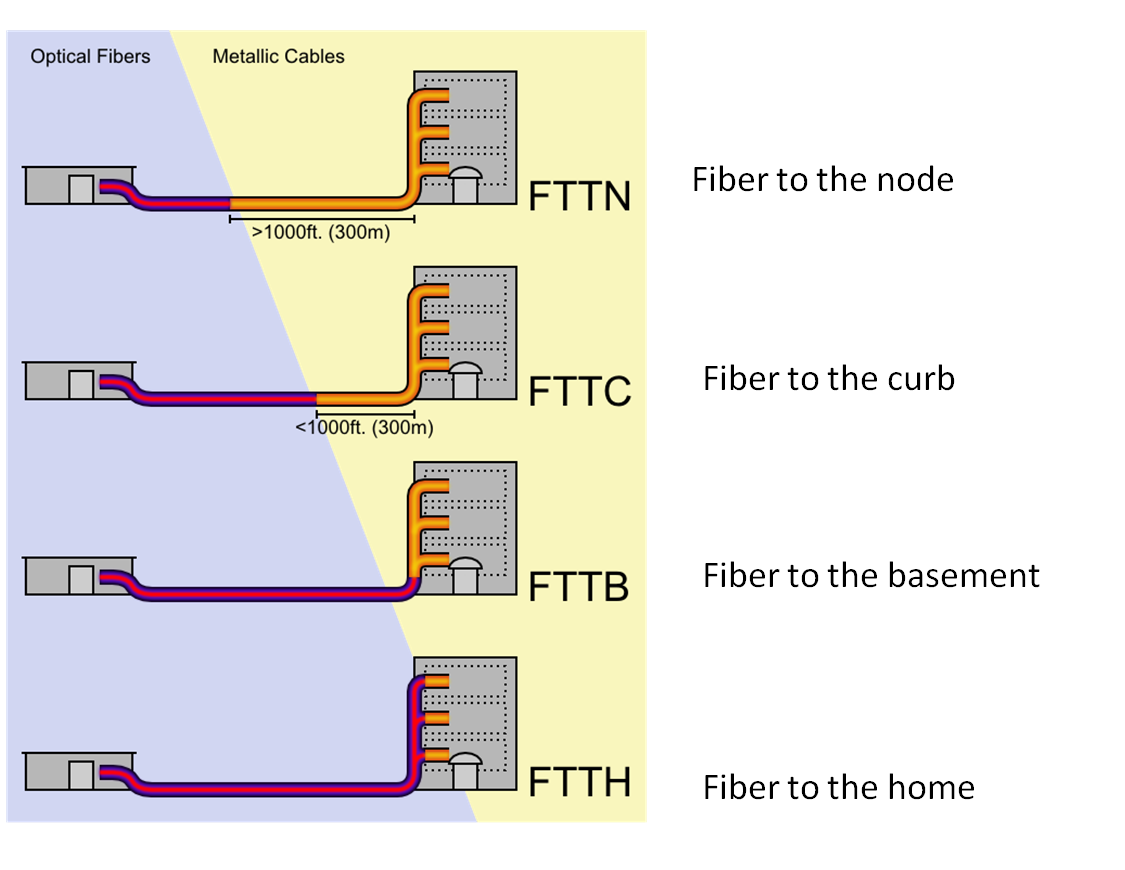 Optical Fibers
Metallic Cables
FTTN
Fiber to the node
>1000ft. (300m)
FTTC
Fiber to the curb
<1000ft. (300m)
FTTB
Fiber to the basement
FTTH
Fiber to the home